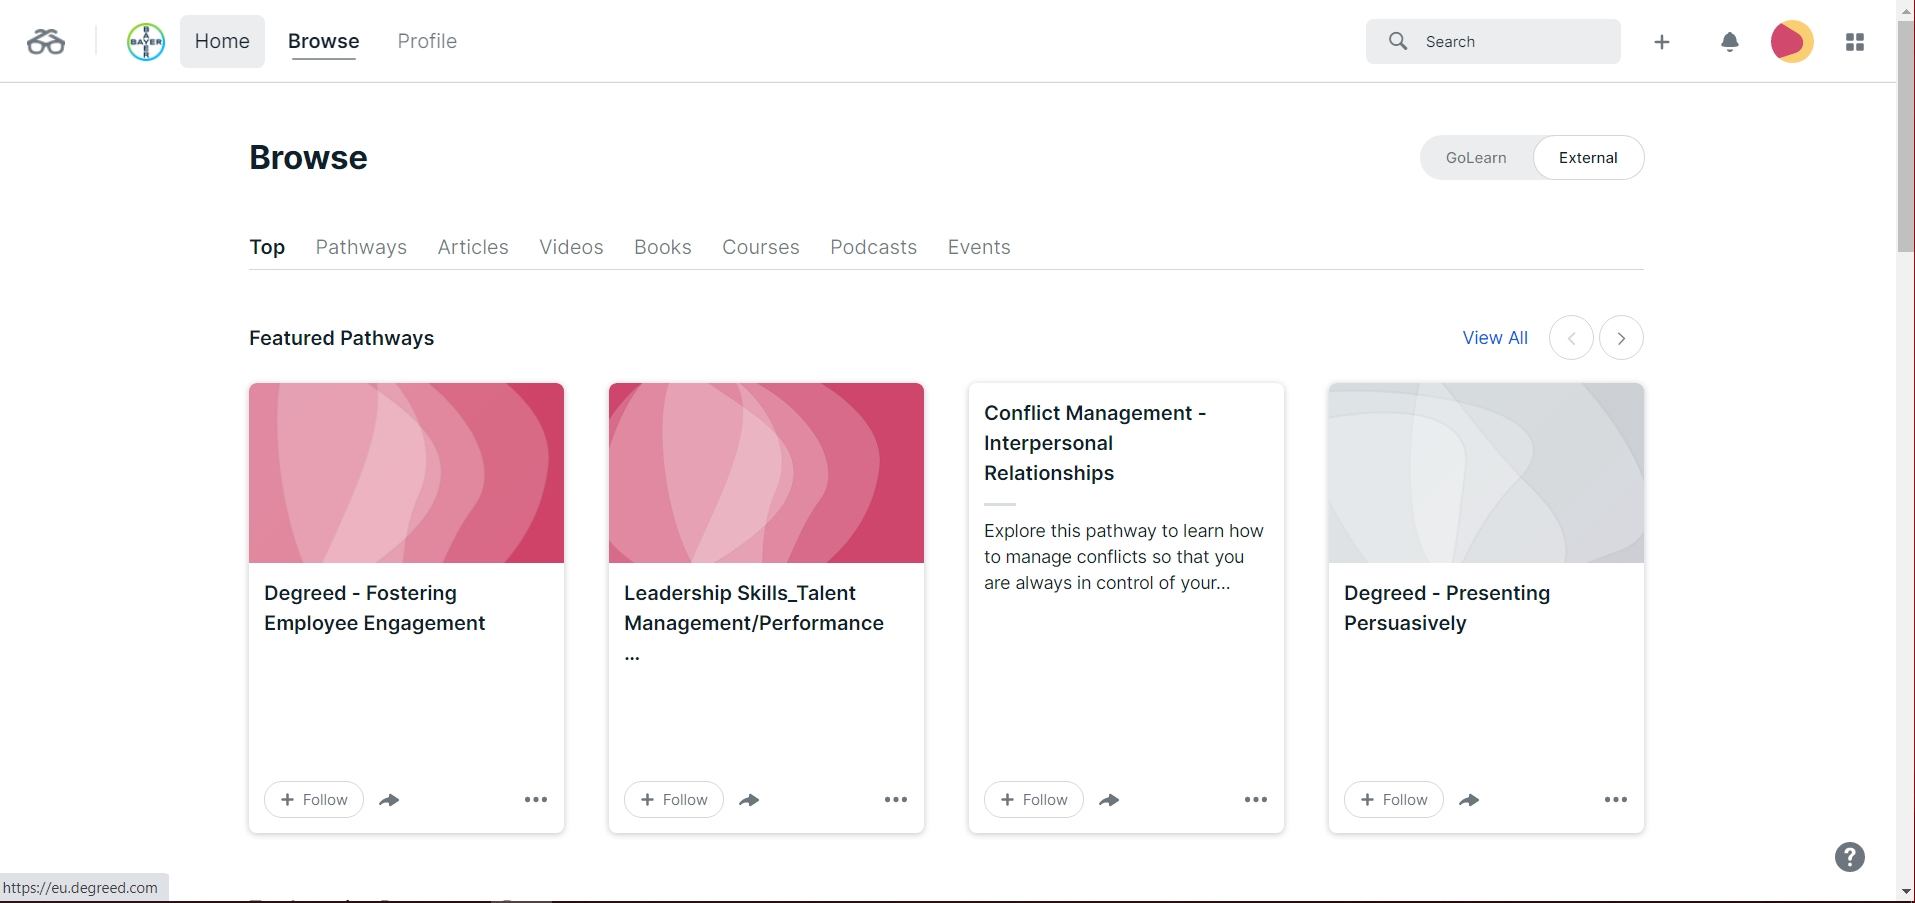 BAYER
Home
Browse
Profile
Search
Browse
GoLearn
External
Top
Pathways
Articles
Videos
Books
Courses
Podcasts
Events
Featured Pathways
View All
Degreed - Fostering
Employee Engagement
+ Follow
Leadership Skills_Talent
Management/Performance
...
+ Follow
Conflict Management -
Interpersonal
Relationships
Explore this pathway to learn how
to manage conflicts so that you
are always in control of your...
+ Follow
Degreed - Presenting
Persuasively
+ Follow
?
https://eu.degreed.com